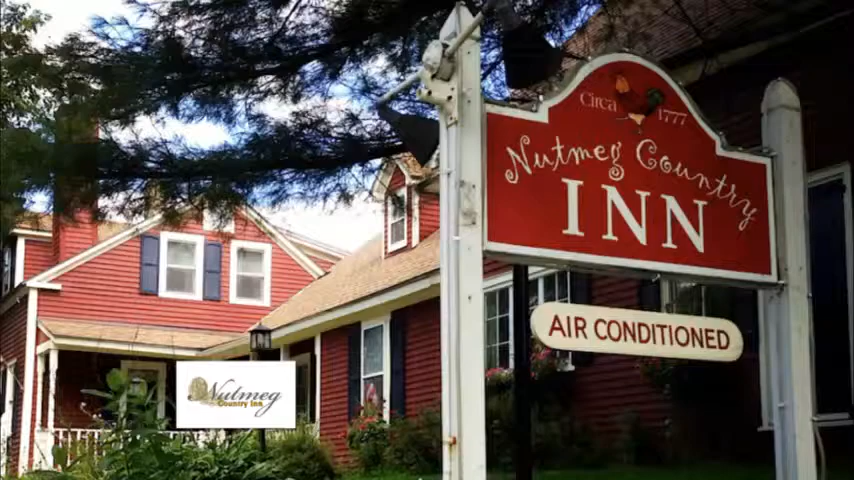 Circa 1777
Nutmeg Country
INN
AIR CONDITIONED
Nutmeg
Country Inn